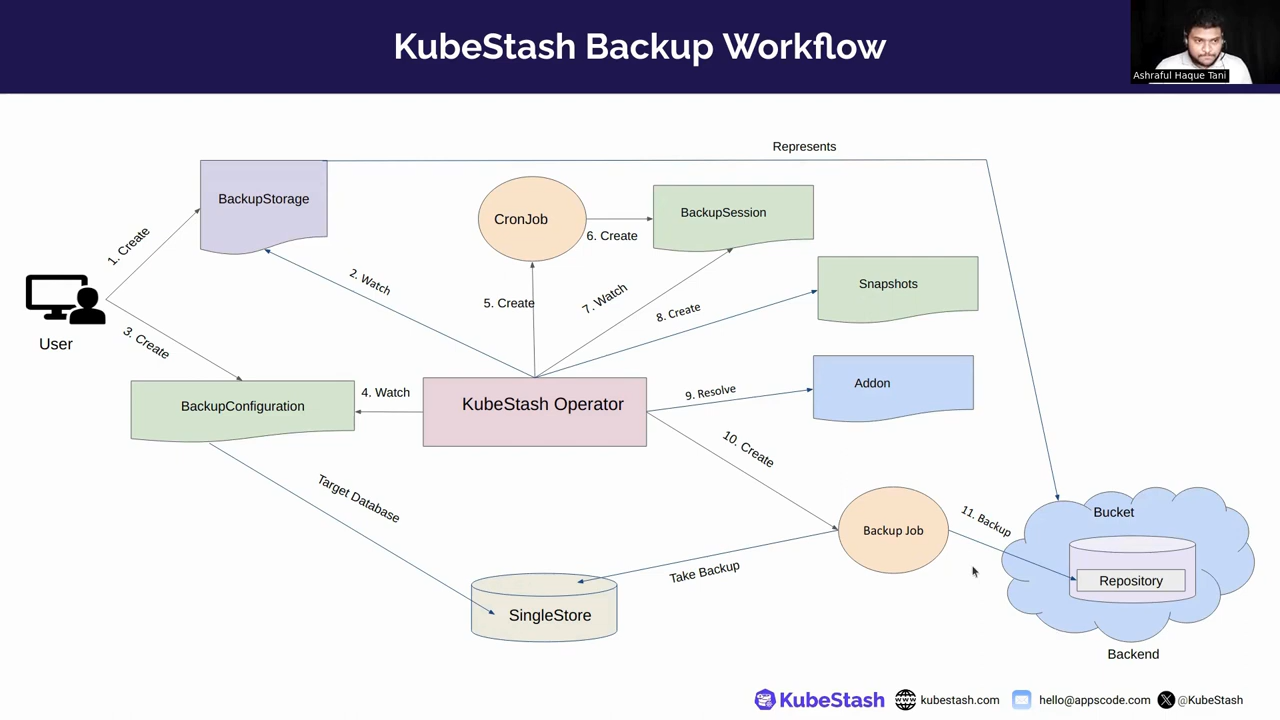 KubeStash Backup Workflow
Ashraful Haque Tani
Represents
BackupStorage
CronJob
BackupSession
6. Create
1. Create
2. Watch
5. Create
7. Watch
8. Create
Snapshots
User
3. Create
BackupConfiguration
4. Watch
KubeStash Operator
9. Resolve
Addon
10. Create
Target Database
Backup Job
11. Backup
Bucket
Repository
Take Backup
SingleStore
Backend
KubeStash
kubestash.com
hello@appscode.com
@KubeStash